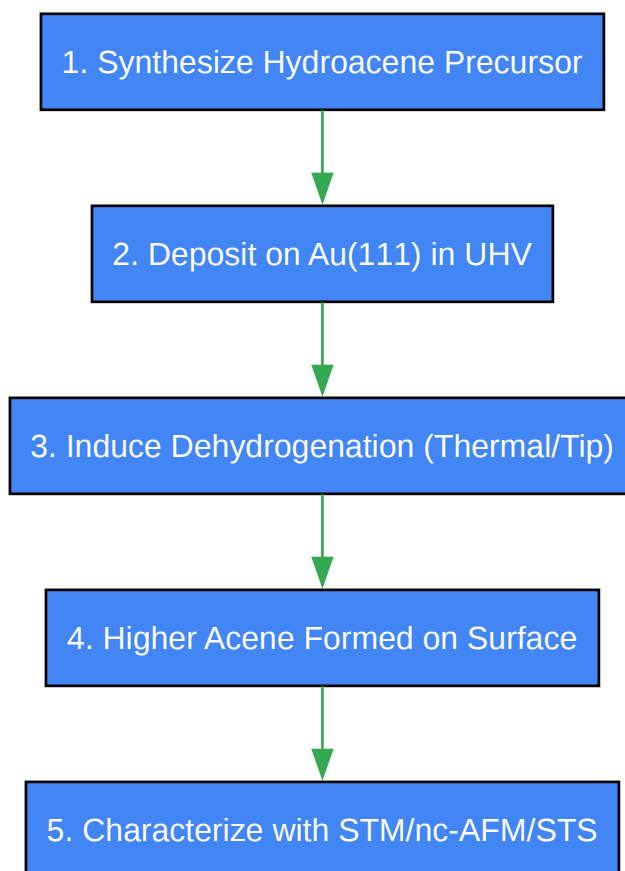 1. Synthesize Hydroacene Precursor
2. Deposit on Au(111) in UHV
3. Induce Dehydrogenation (Thermal/Tip)
4. Higher Acene Formed on Surface
5. Characterize with STM/nc-AFM/STS